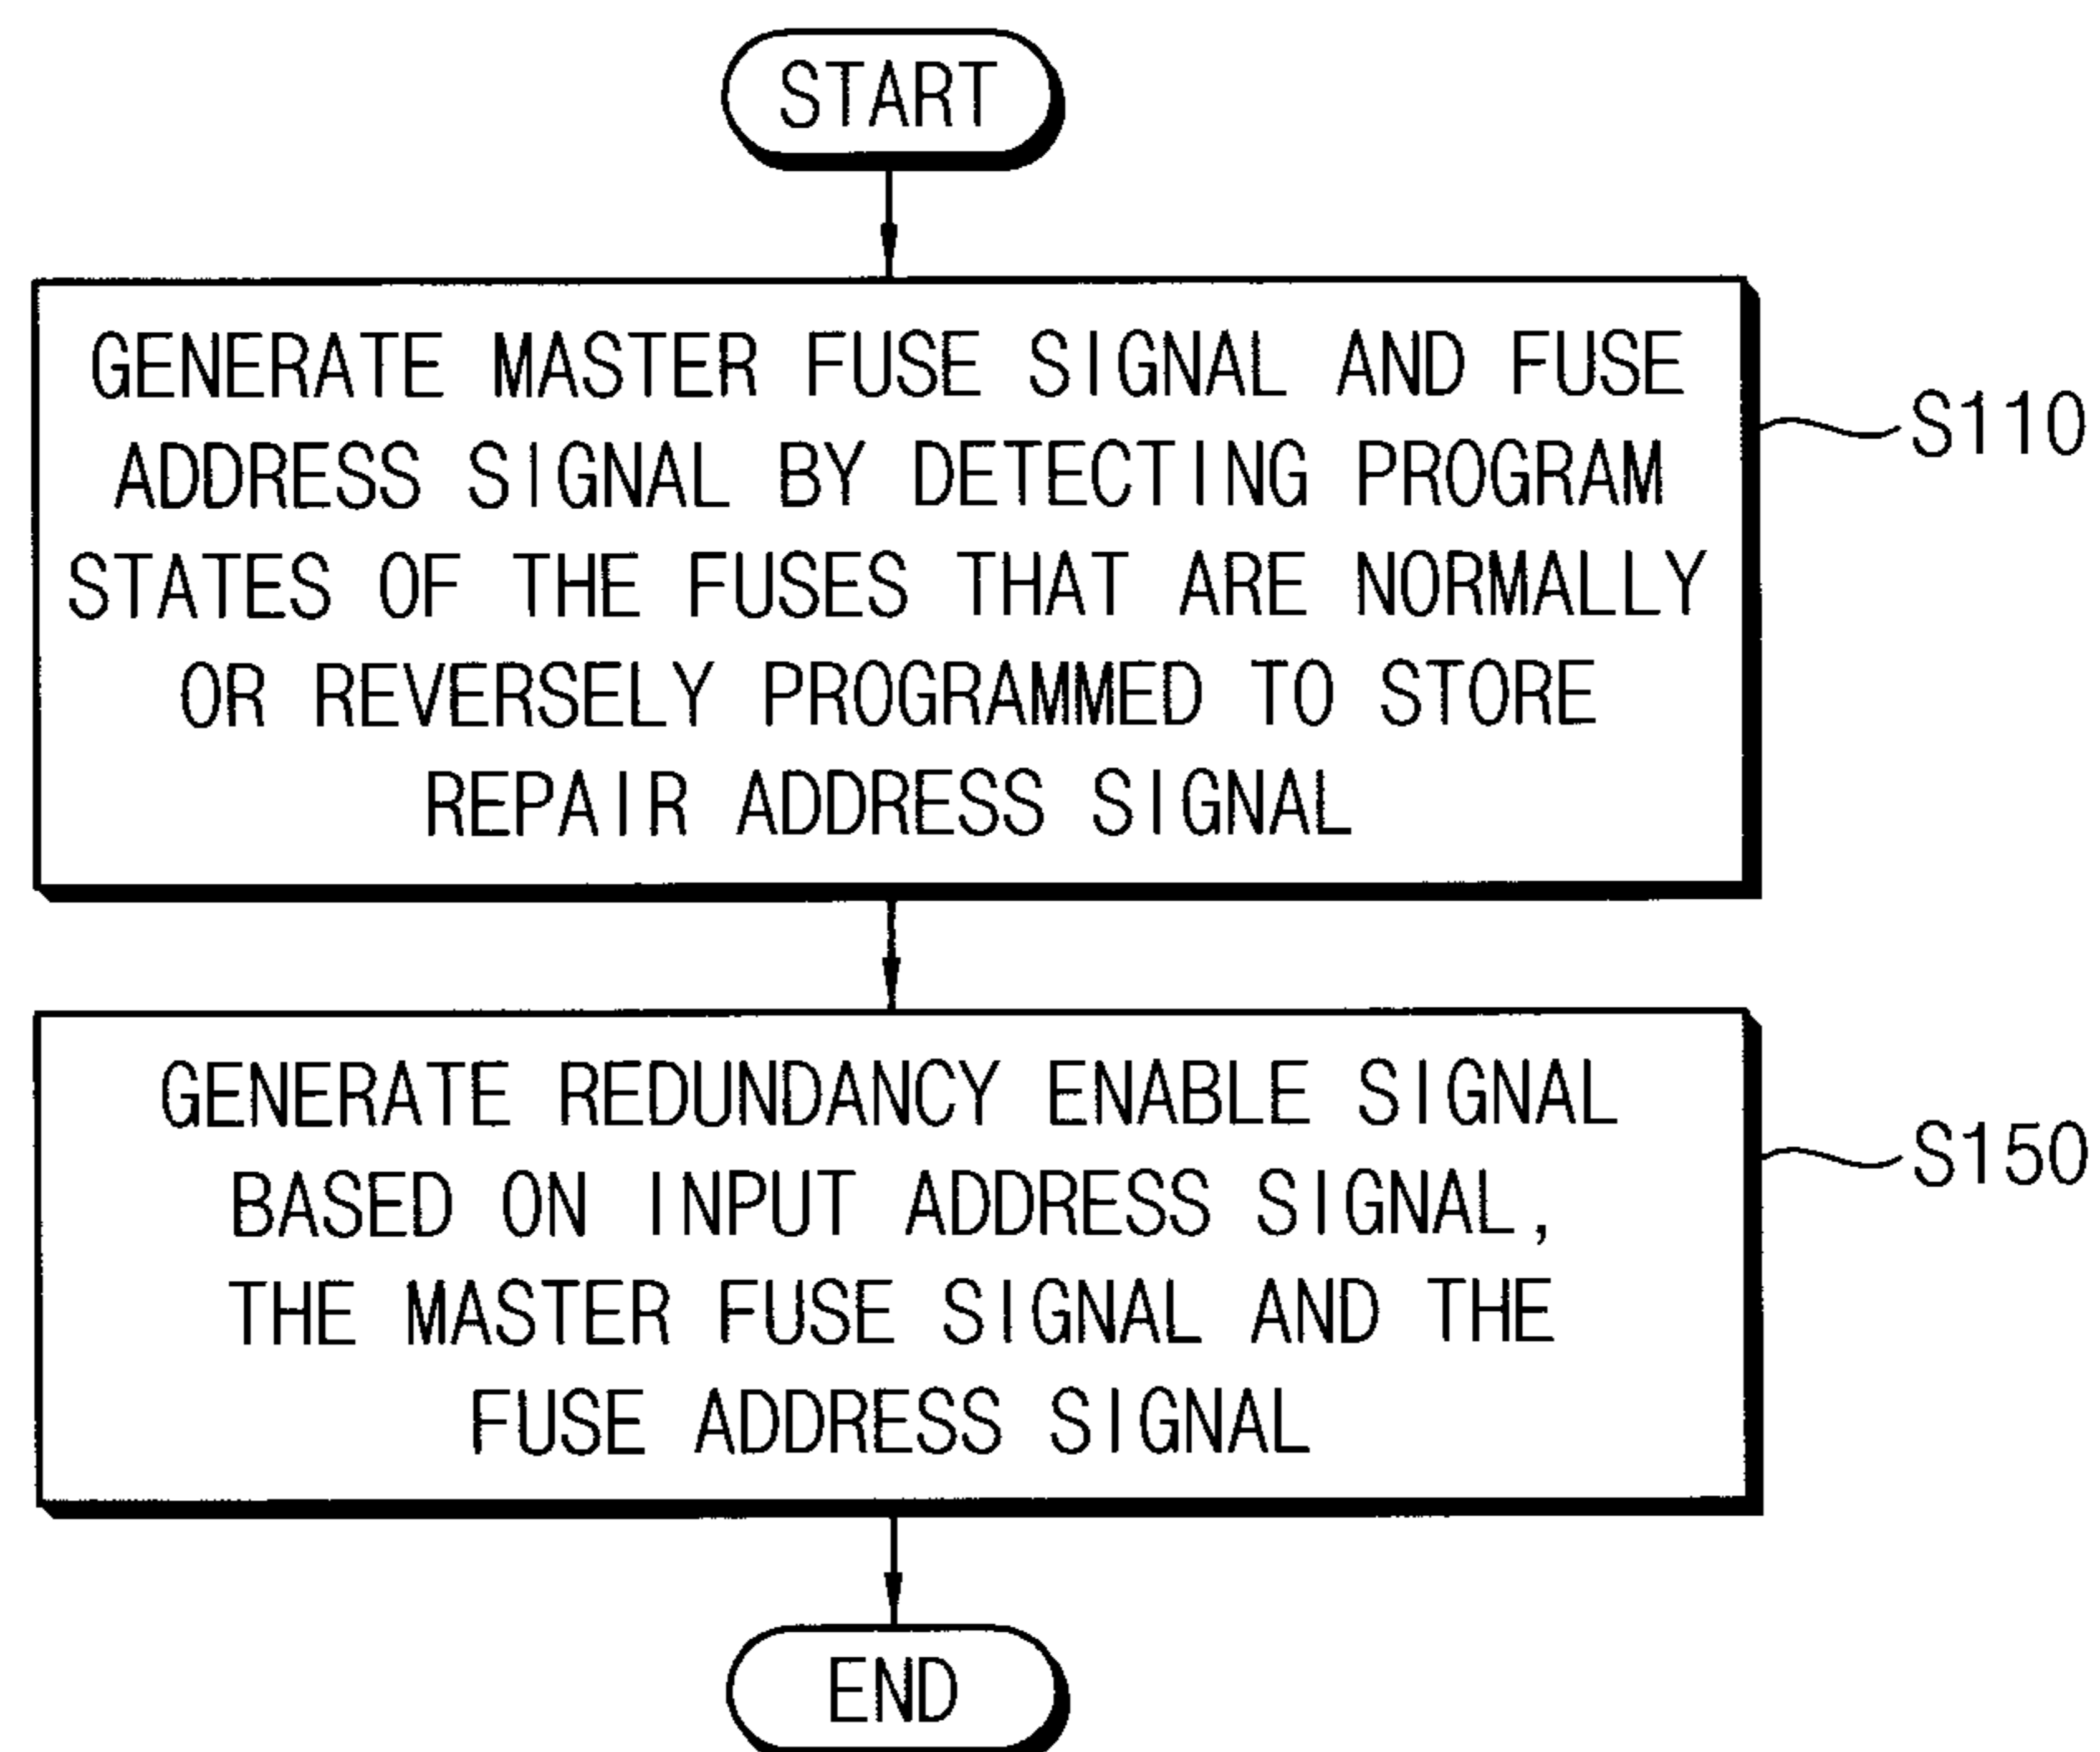 START
GENERATE MASTER FUSE SIGNAL AND FUSE
ADDRESS SIGNAL BY DETECTING PROGRAM
STATES OF THE FUSES THAT ARE NORMALLY
OR REVERSELY PROGRAMMED TO STORE
REPAIR ADDRESS SIGNAL
S110
GENERATE REDUNDANCY ENABLE SIGNAL
BASED ON INPUT ADDRESS SIGNAL,
THE MASTER FUSE SIGNAL AND THE
FUSE ADDRESS SIGNAL
S150
END